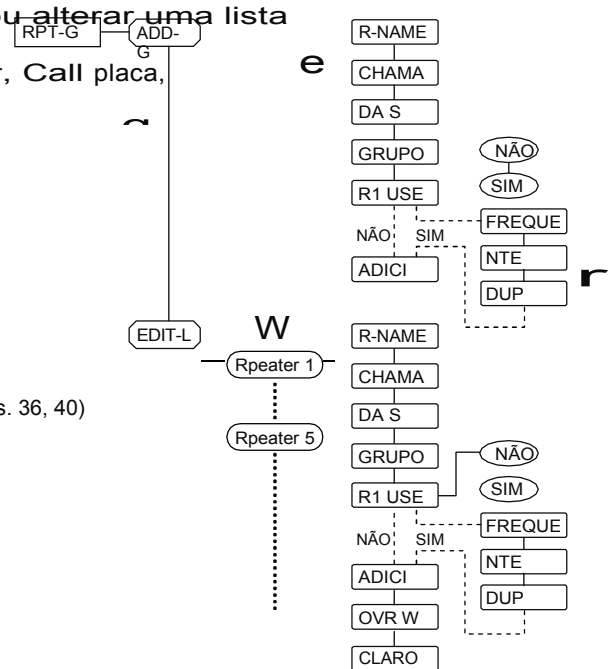 ou alterar uma lista
RPT-G
ADD-G
r, Call placa,
e
W
EDIT-L
Rpeater 1
Rpeater 5
s. 36, 40)
R-NAME
CHAMA
DA S
GRUPO
R1 USE
NÃO
SIM
NÃO
SIM
FREQUE
NTE
DUP
r
ADICI
R-NAME
CHAMA
DA S
GRUPO
R1 USE
NÃO
SIM
NÃO
SIM
FREQUE
NTE
DUP
ADICI
OVR W
CLARO